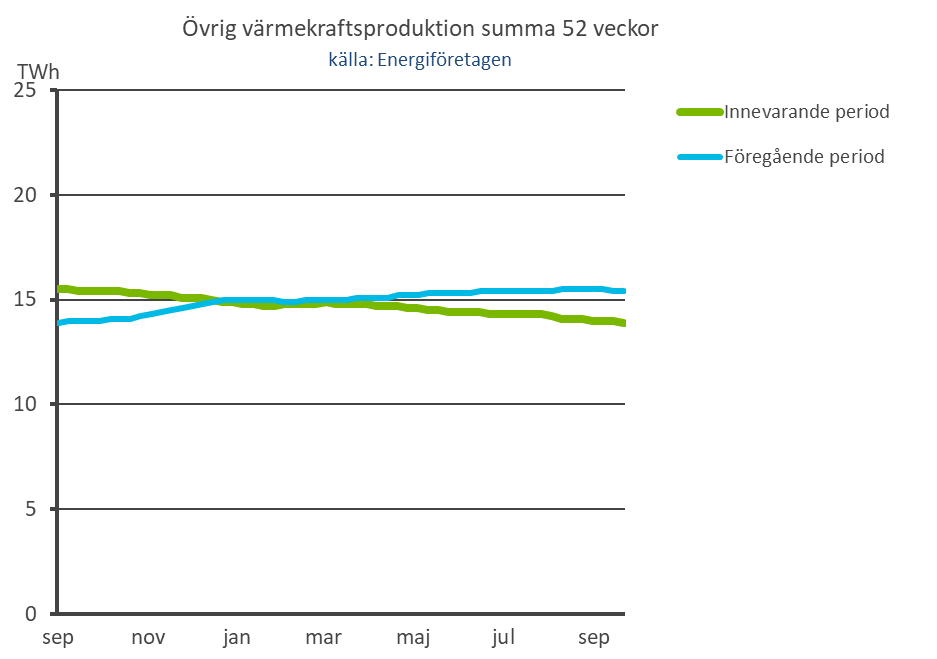 Övrig värmekraftsproduktion summa 52 veckor
källa: Energiföretagen
TWh
25
20
15
10
5
0
sep nov jan mar maj jul sep
Innevarande period
Föregående period